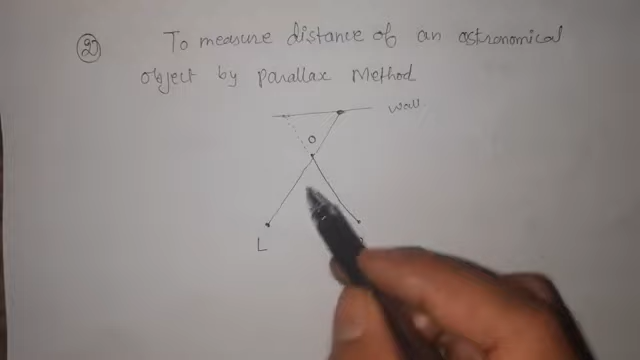 2) To measure distance of an astronomical
object by Parallax Method
wall
O
L